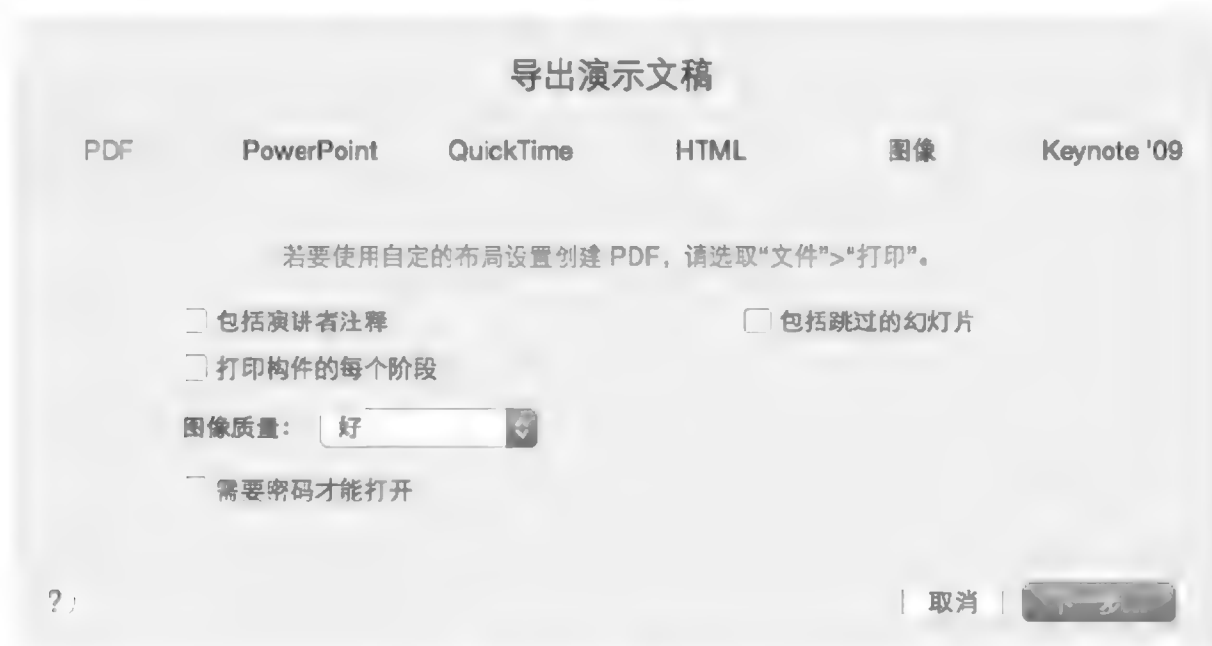 导出演示文稿
PDF PowerPoint QuickTime HTML 图像 Keynote '09
若要使用自定的布局设置创建 PDF，请选取“文件”>“打印”。
包括演讲者注释 包括跳过的幻灯片
打印构件的每个阶段
图像质量： 好
需要密码才能打开
? 取消 下一步